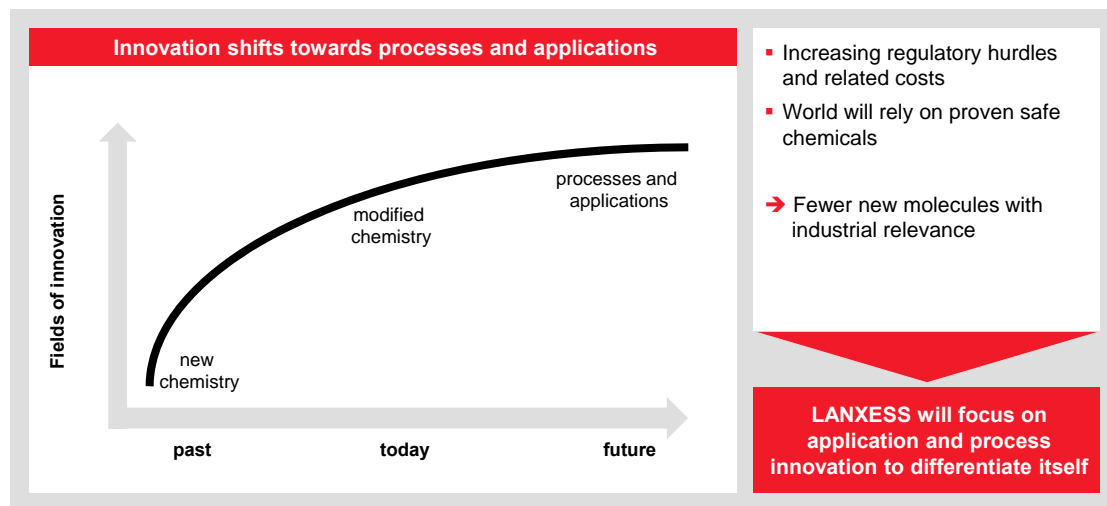 Innovation shifts towards processes and applications
Fields of innovation
new
chemistry
modified
chemistry
processes and
applications
past
today
future
▪ Increasing regulatory hurdles
and related costs
▪ World will rely on proven safe
chemicals
➔ Fewer new molecules with
industrial relevance
LANXESS will focus on
application and process
innovation to differentiate itself